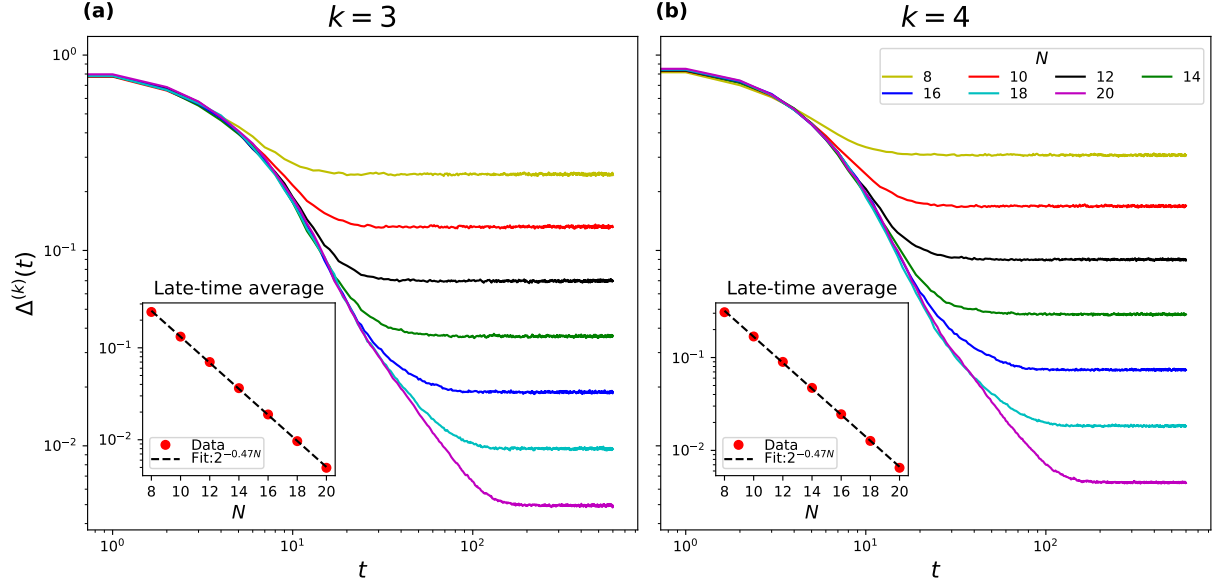 (a) k = 3
Δ^(k)(t)
10^0
10^−1
10^−2
10^0 10^1 10^2
t
Late-time average
10^−1
10^−2
Data
Fit:2^−0.47N
8 10 12 14 16 18 20
N
(b) k = 4
N
8 10 12 14
16 18 20
10^0 10^1 10^2
t
Late-time average
10^−1
10^−2
Data
Fit:2^−0.47N
8 10 12 14 16 18 20
N